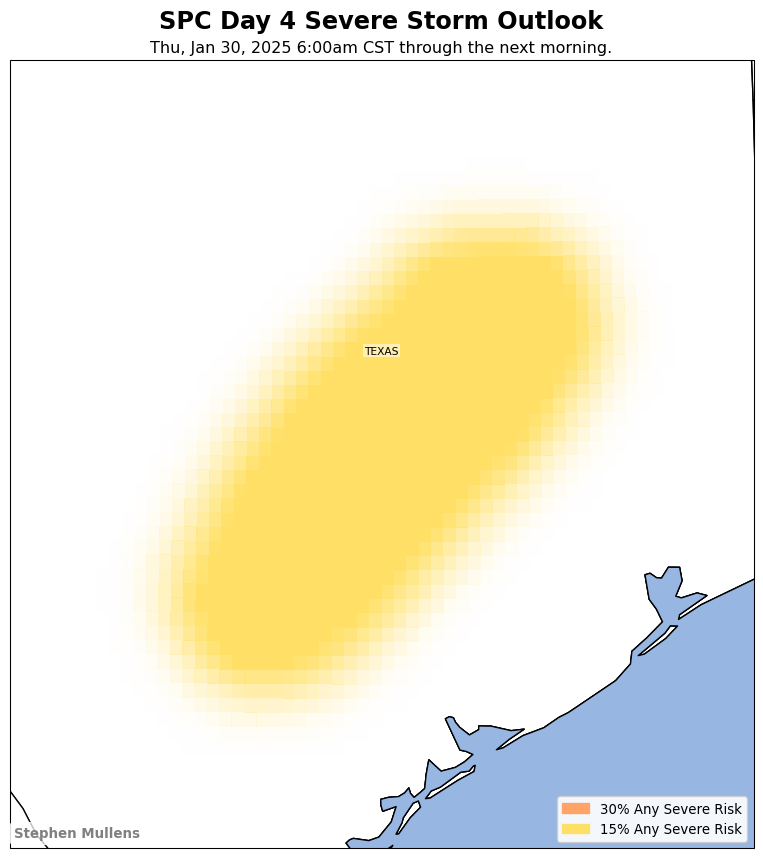 SPC Day 4 Severe Storm Outlook
Thu, Jan 30, 2025 6:00am CST through the next morning.
TEXAS
30% Any Severe Risk
15% Any Severe Risk
Stephen Mullens